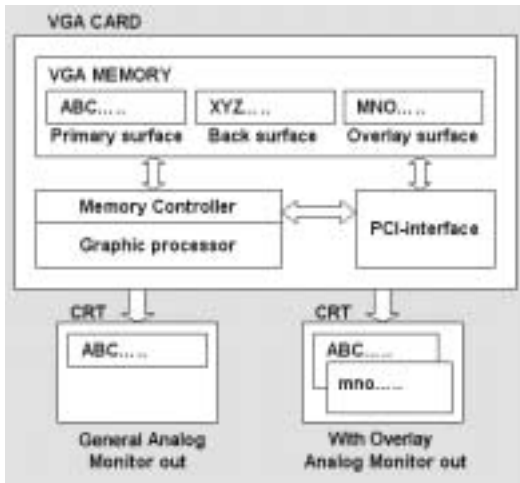 VGA CARD
VGA MEMORY
ABC.....
XYZ.....
MNO.....
Primary surface
Back surface
Overlay surface
Memory Controller
Graphic processor
PCI-interface
CRT
CRT
ABC.....
ABC.....
mno.....
General Analog
Monitor out
With Overlay
Analog Monitor out